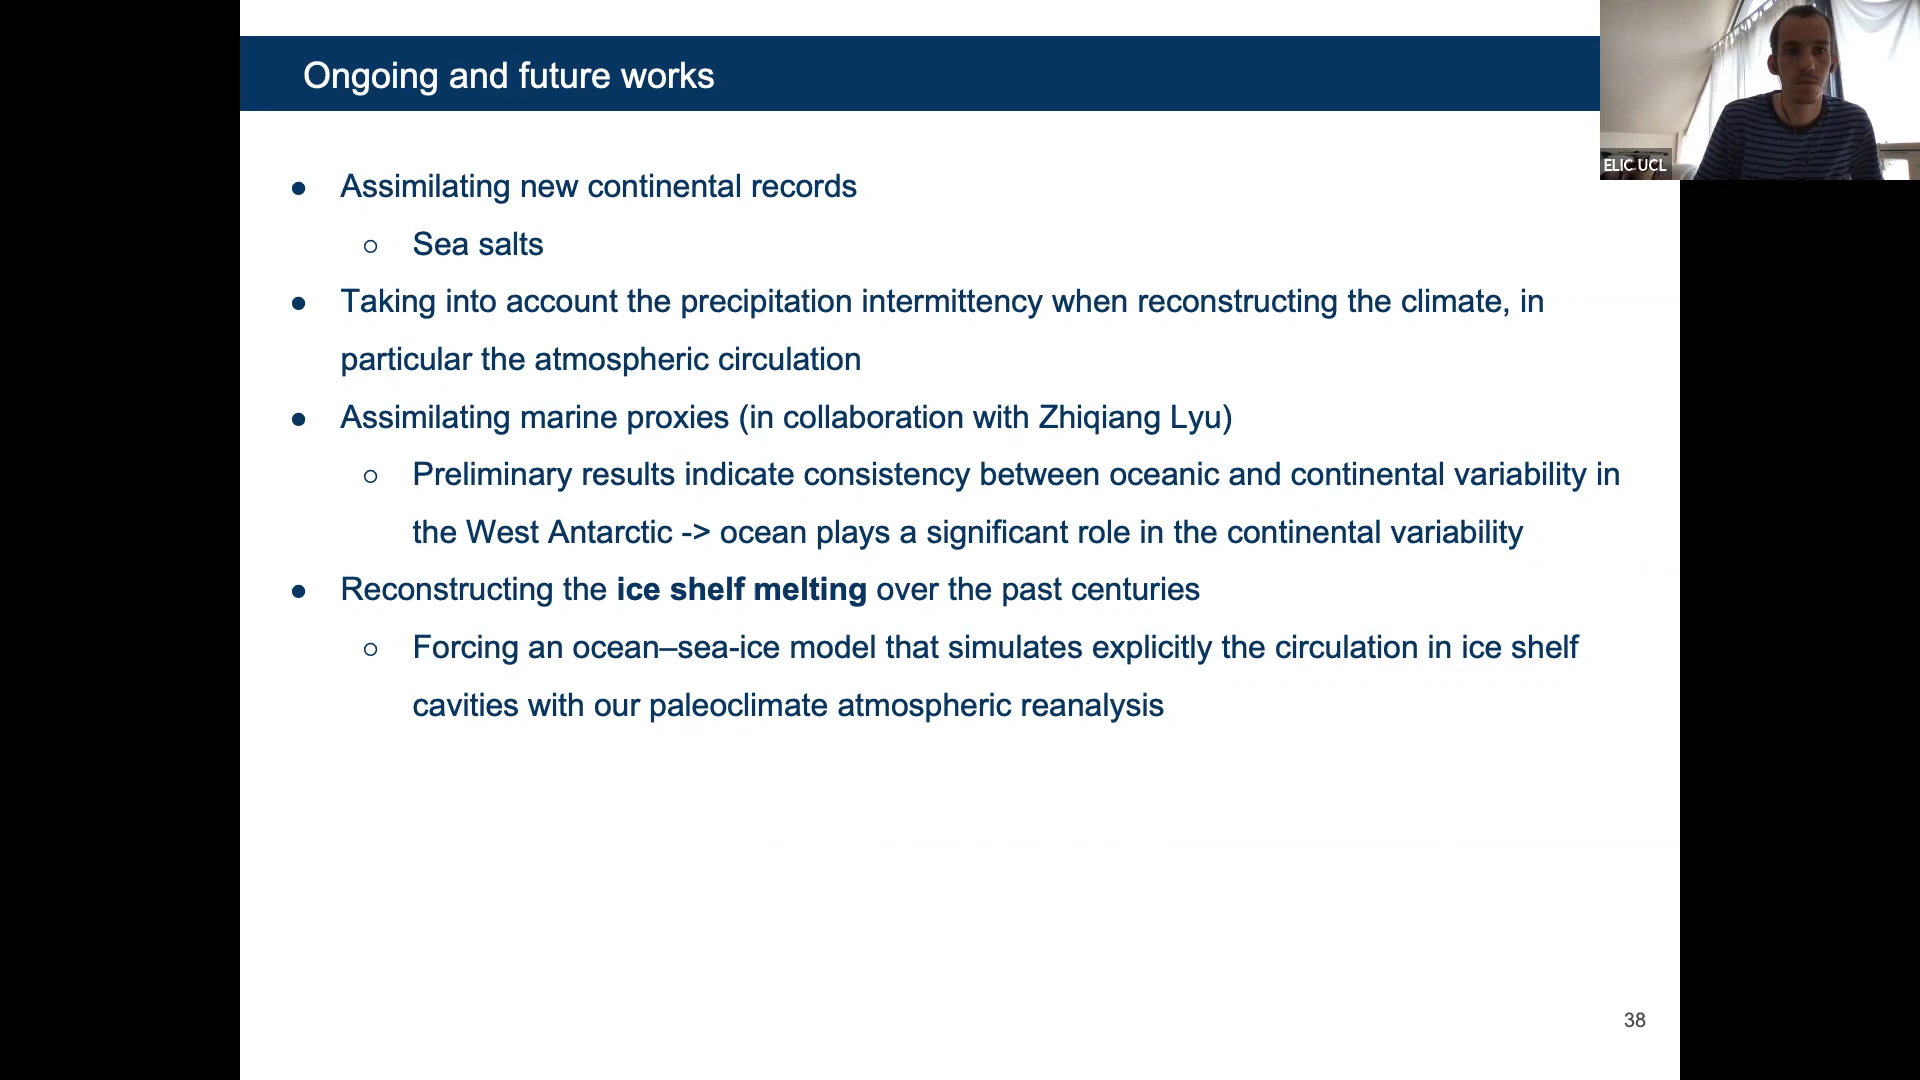 Ongoing and future works
ELIC UCL
● Assimilating new continental records
○ Sea salts
● Taking into account the precipitation intermittency when reconstructing the climate, in
particular the atmospheric circulation
● Assimilating marine proxies (in collaboration with Zhiqiang Lyu)
○ Preliminary results indicate consistency between oceanic and continental variability in
the West Antarctic -> ocean plays a significant role in the continental variability
● Reconstructing the ice shelf melting over the past centuries
○ Forcing an ocean–sea-ice model that simulates explicitly the circulation in ice shelf
cavities with our paleoclimate atmospheric reanalysis
38